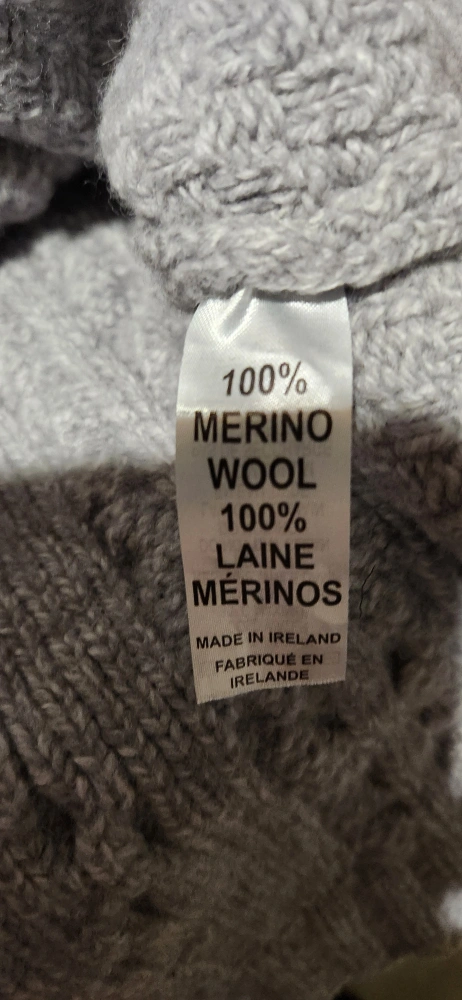 100%
MERINO
WOOL
100%
LAINE
MÉRINOS
MADE IN IRELAND
FABRIQUÉ EN
IRELANDE